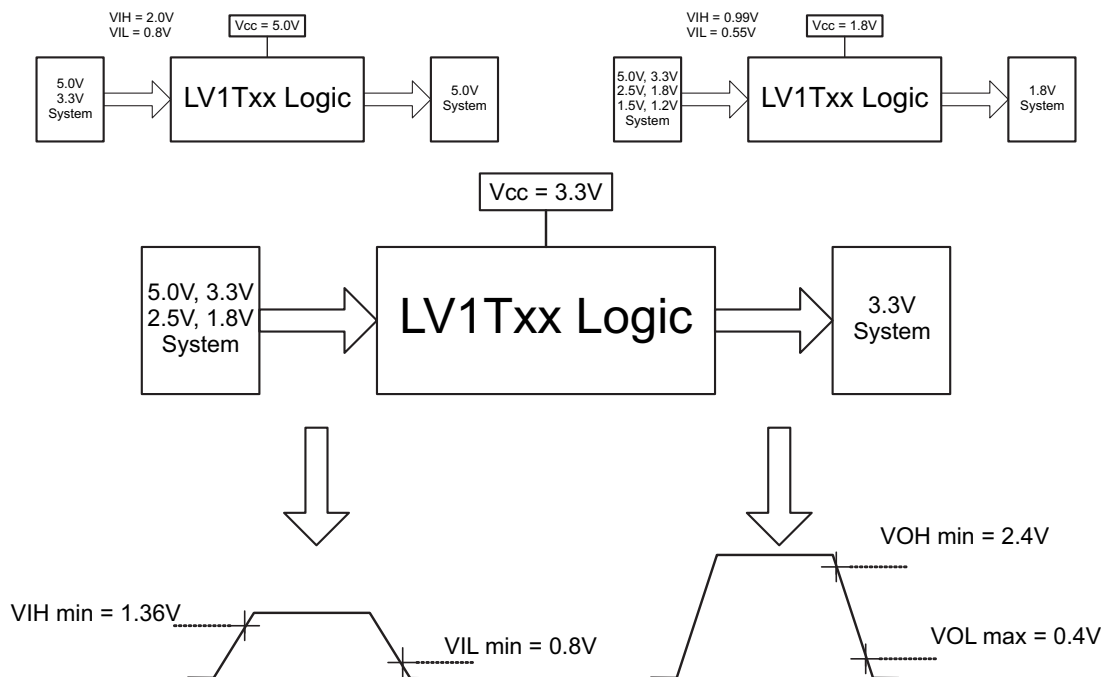 VIH = 2.0V
VIL = 0.8V
Vcc = 5.0V
5.0V
3.3V
System
LV1Txx Logic
5.0V
System
VIH = 0.99V
VIL = 0.55V
Vcc = 1.8V
5.0V, 3.3V
2.5V, 1.8V
1.5V, 1.2V
System
LV1Txx Logic
1.8V
System
Vcc = 3.3V
5.0V, 3.3V
2.5V, 1.8V
System
LV1Txx Logic
3.3V
System
VIH min = 1.36V
VIL min = 0.8V
VOH min = 2.4V
VOL max = 0.4V